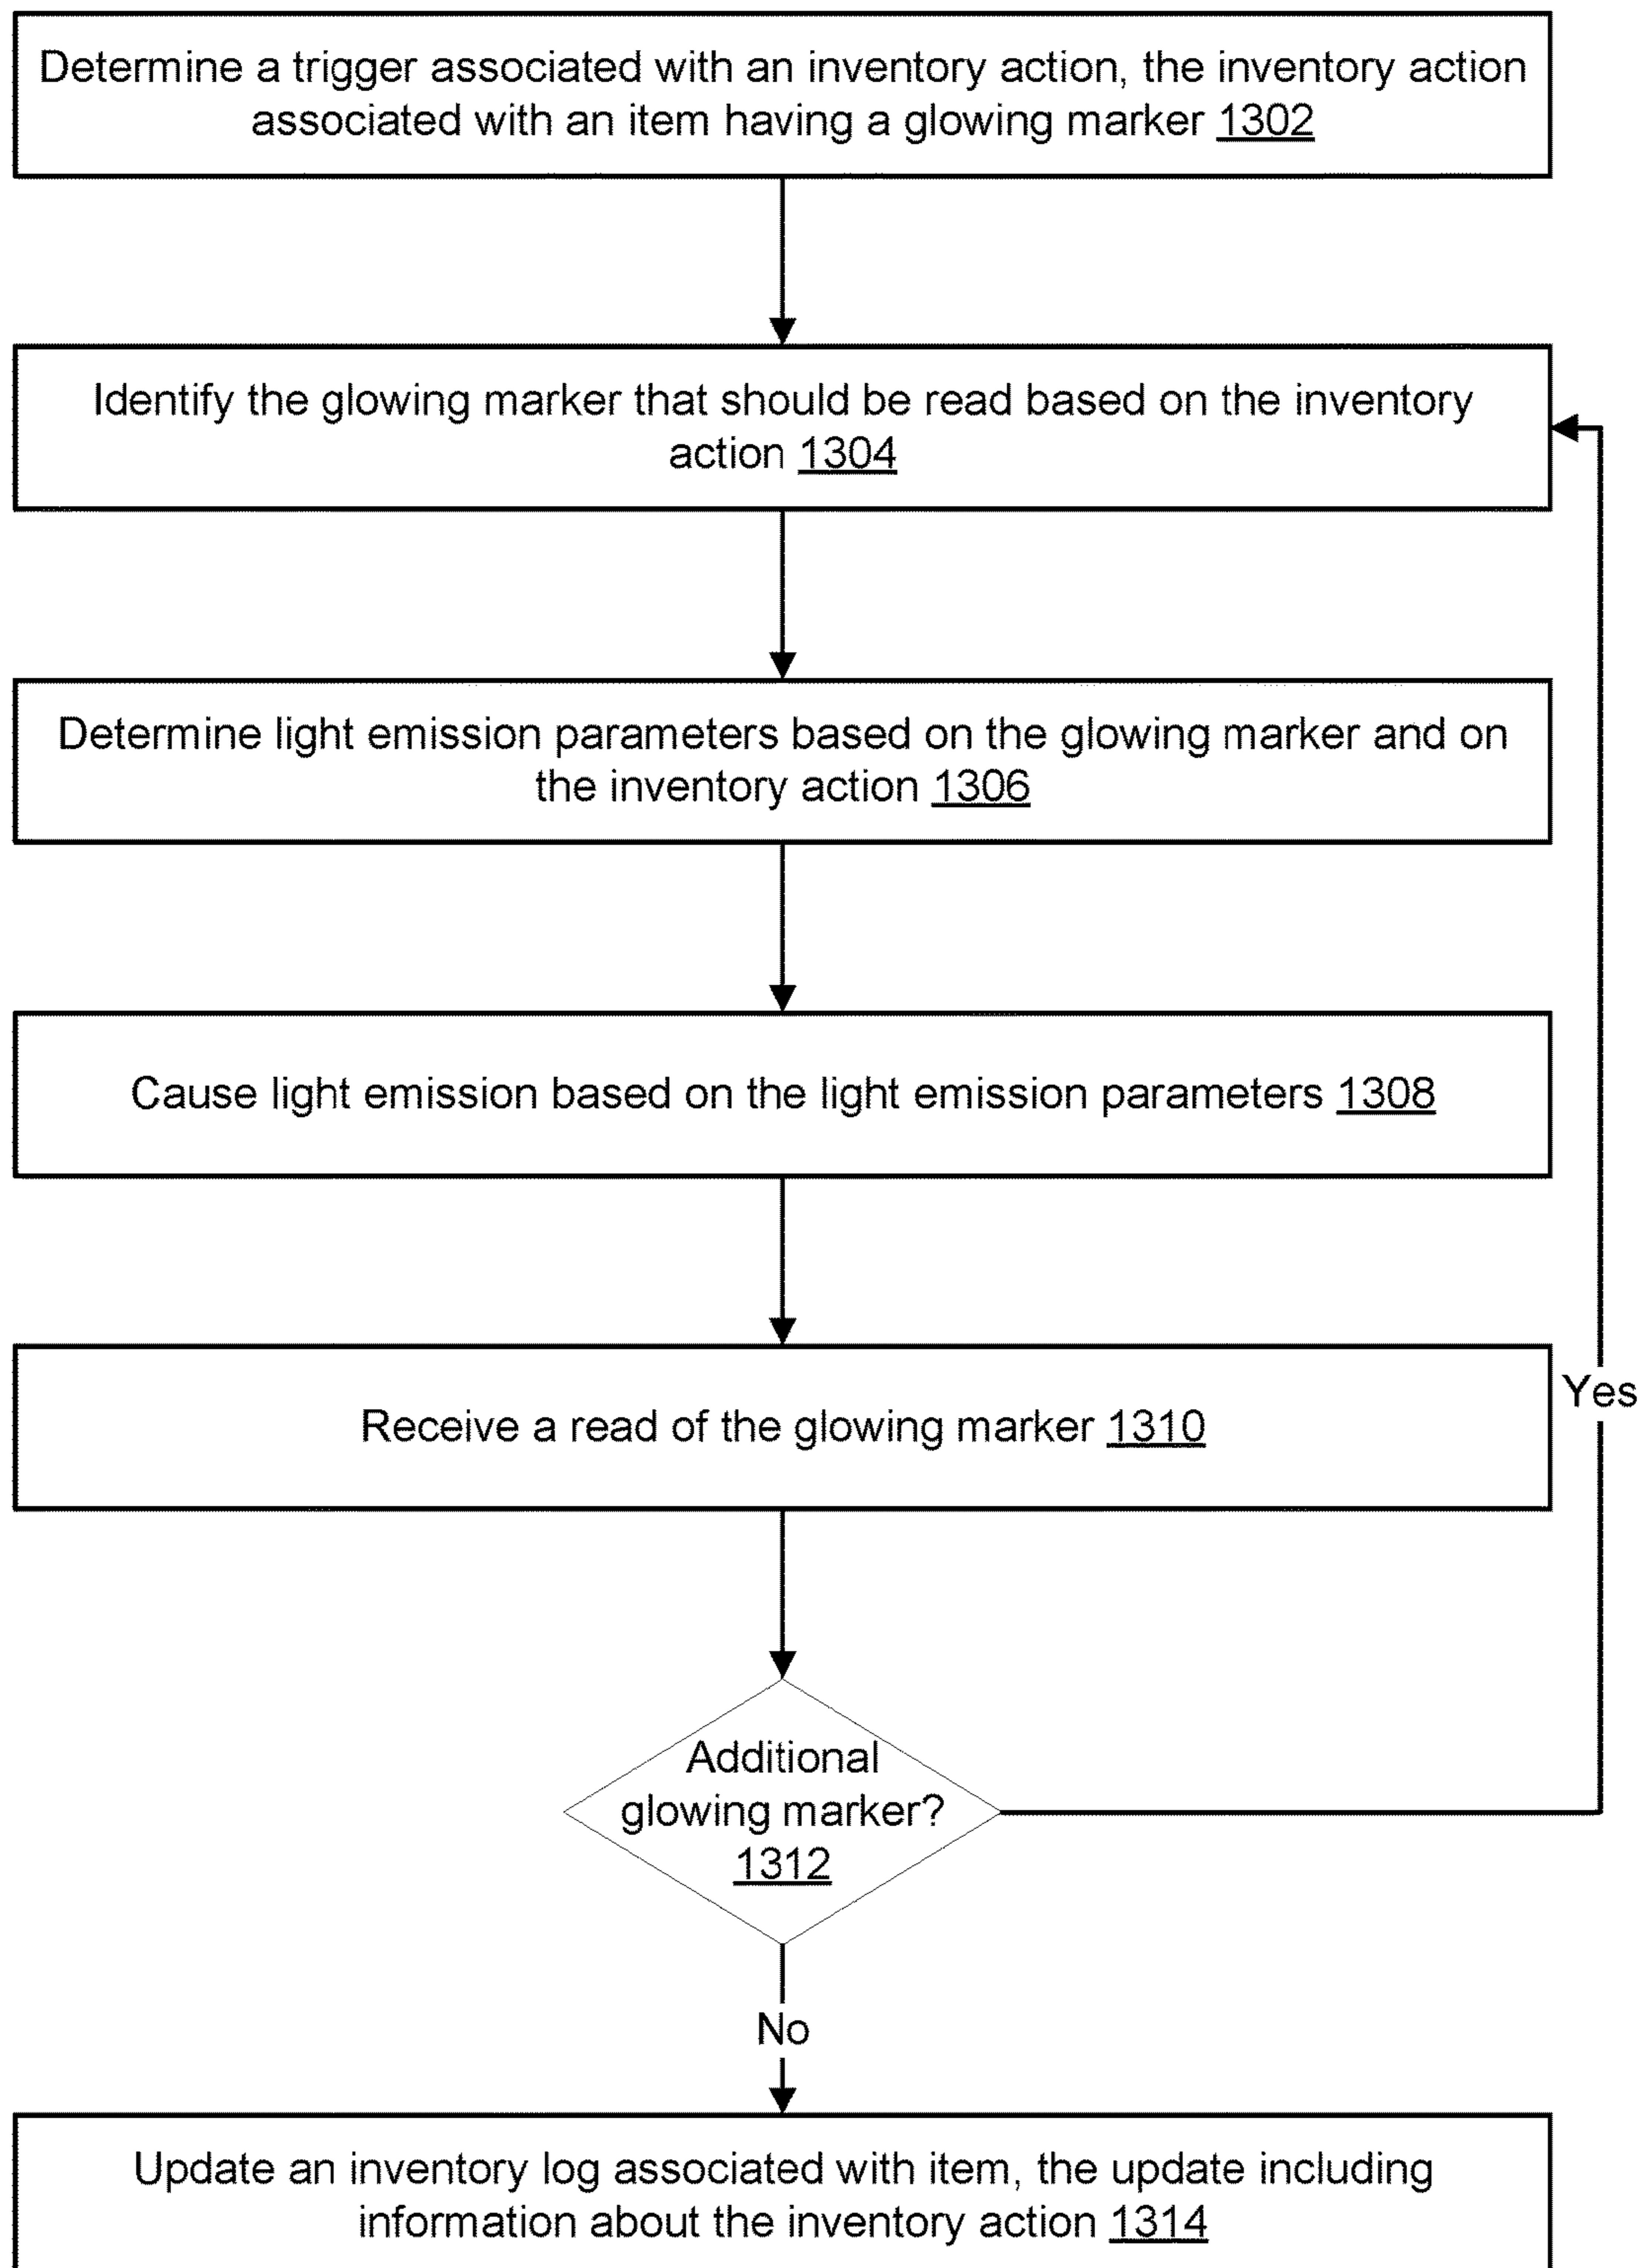 Determine a trigger associated with an inventory action, the inventory action
associated with an item having a glowing marker 1302
Identify the glowing marker that should be read based on the inventory
action 1304
Determine light emission parameters based on the glowing marker and on
the inventory action 1306
Cause light emission based on the light emission parameters 1308
Receive a read of the glowing marker 1310
Yes
Additional
glowing marker?
1312
No
Update an inventory log associated with item, the update including
information about the inventory action 1314